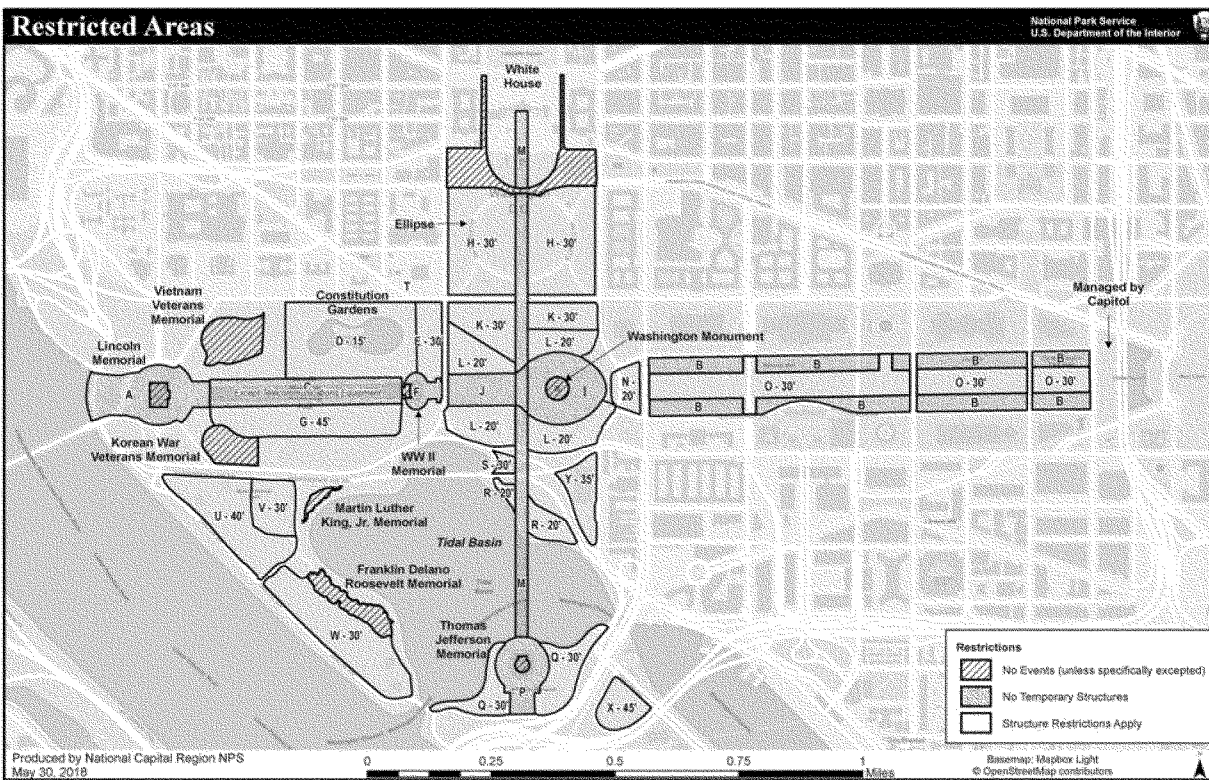 Restricted Areas
National Park Service
U.S. Department of the Interior
White
House
M
Ellipse
H - 30'
H - 30'
T
Vietnam
Veterans
Memorial
Constitution
Gardens
Managed by
Capitol
K - 30'
K - 30'
D - 15'
E - 30
Washington Monument
Lincoln
Memorial
L - 20'
L - 20'
B
B
B
B
A
C
F
J
I
N -
20'
O - 30'
O - 30'
O - 30'
B
B
B
B
G - 45'
L - 20'
L - 20'
Korean War
Veterans Memorial
WW II
Memorial
S - 30'
Y - 35'
R - 20'
U - 40'
V - 30'
Martin Luther
King, Jr. Memorial
R - 20'
Tidal Basin
Franklin Delano
Roosevelt Memorial
M
W - 30'
Thomas
Jefferson
Memorial
Q - 30'
P
Q - 30'
X - 45'
Restrictions
No Events (unless specifically excepted)
No Temporary Structures
Structure Restrictions Apply
Produced by National Capital Region NPS
May 30, 2018
0
0.25
0.5
0.75
1
Miles
Basemap: Mapbox Light
© OpenStreetMap contributors